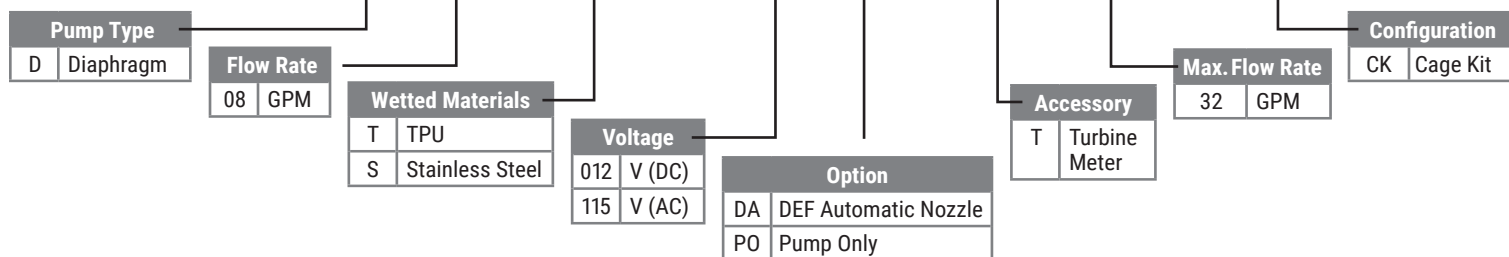 Pump Type
D Diaphragm
Flow Rate
08 GPM
Wetted Materials
T TPU
S Stainless Steel
Voltage
012 V (DC)
115 V (AC)
Option
DA DEF Automatic Nozzle
PO Pump Only
Accessory
T Turbine
Meter
Max. Flow Rate
32 GPM
Configuration
CK Cage Kit